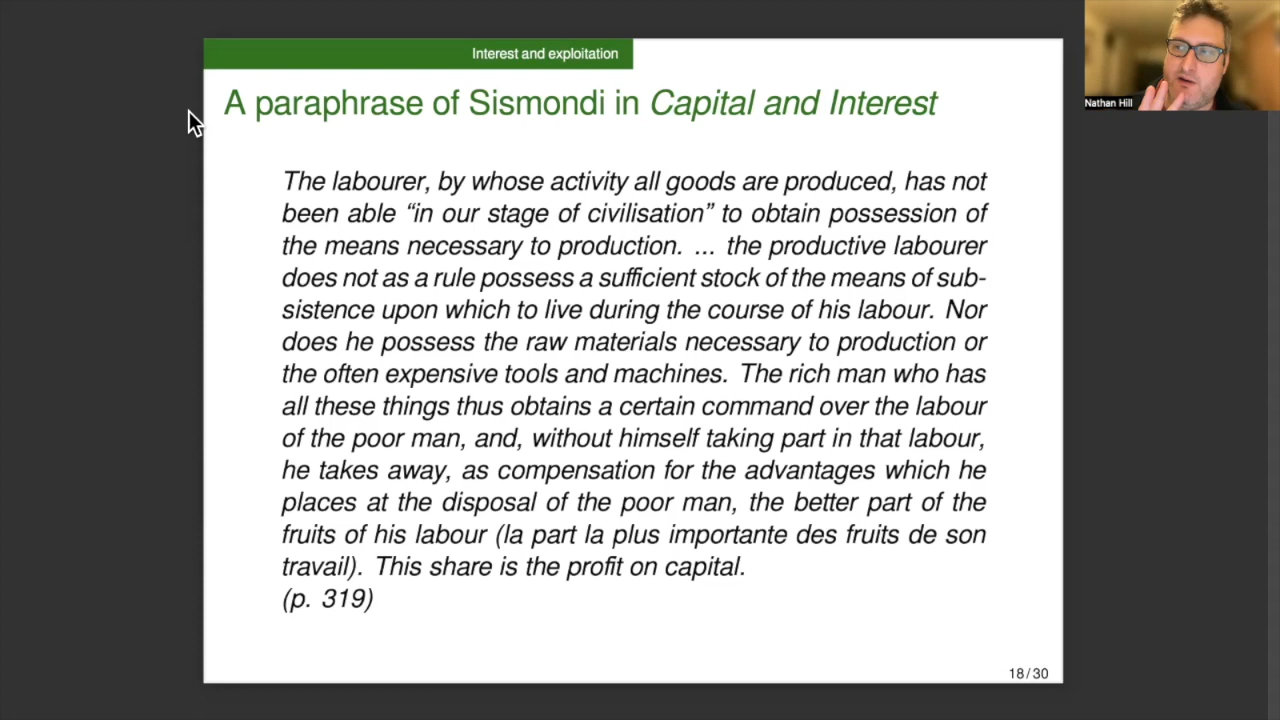 Interest and exploitation
A paraphrase of Sismondi in Capital and Interest
The labourer, by whose activity all goods are produced, has not
been able “in our stage of civilisation” to obtain possession of
the means necessary to production. ... the productive labourer
does not as a rule possess a sufficient stock of the means of sub-
sistence upon which to live during the course of his labour. Nor
does he possess the raw materials necessary to production or
the often expensive tools and machines. The rich man who has
all these things thus obtains a certain command over the labour
of the poor man, and, without himself taking part in that labour,
he takes away, as compensation for the advantages which he
places at the disposal of the poor man, the better part of the
fruits of his labour (la part la plus importante des fruits de son
travail). This share is the profit on capital.
(p. 319)
18 / 30
Nathan Hill